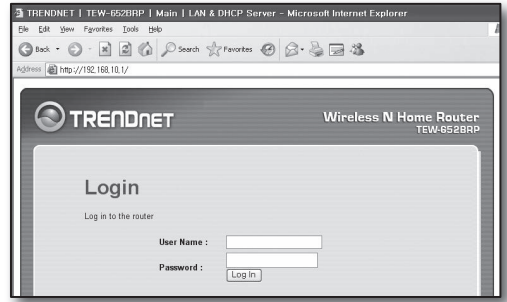 TRENDNET | TEW-652BRP | Main | LAN & DHCP Server - Microsoft Internet Explorer
File Edit View Favorites Tools Help
Back Search Favorites
Address http://192.168.10.1/
TRENDNET Wireless N Home Router
TEW-652BRP
Login
Log in to the router
User Name :
Password :
Log In